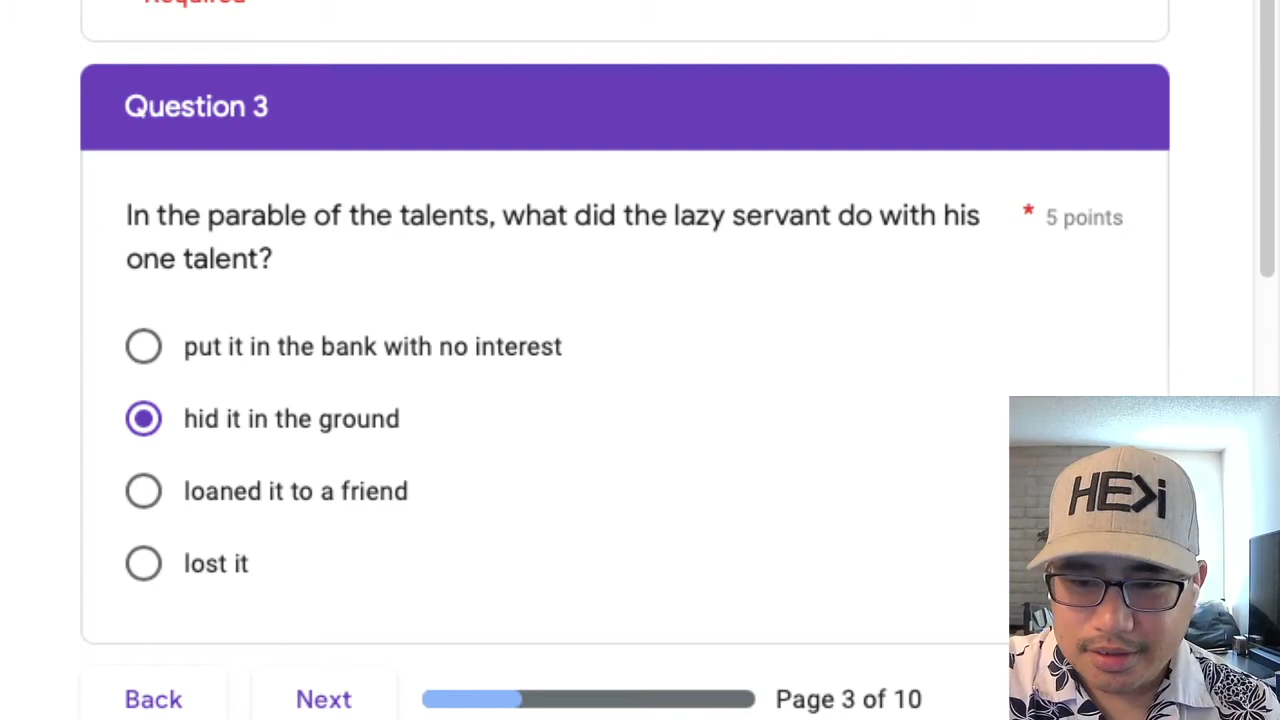 Required
Question 3
In the parable of the talents, what did the lazy servant do with his * 5 points
one talent?
put it in the bank with no interest
hid it in the ground
loaned it to a friend
lost it
HE>i
Back Next Page 3 of 10